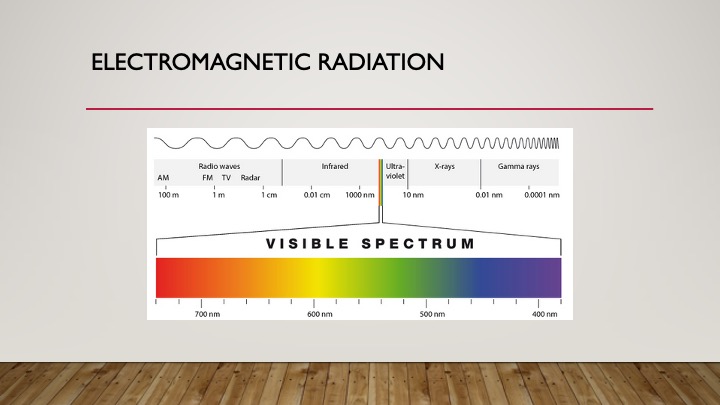 ELECTROMAGNETIC RADIATION
Radio waves Infrared Ultra- X-rays Gamma rays
AM FM TV Radar violet
100 m 1 m 1 cm 0.01 cm 1000 nm 10 nm 0.01 nm 0.0001 nm
VISIBLE SPECTRUM
700 nm 600 nm 500 nm 400 nm